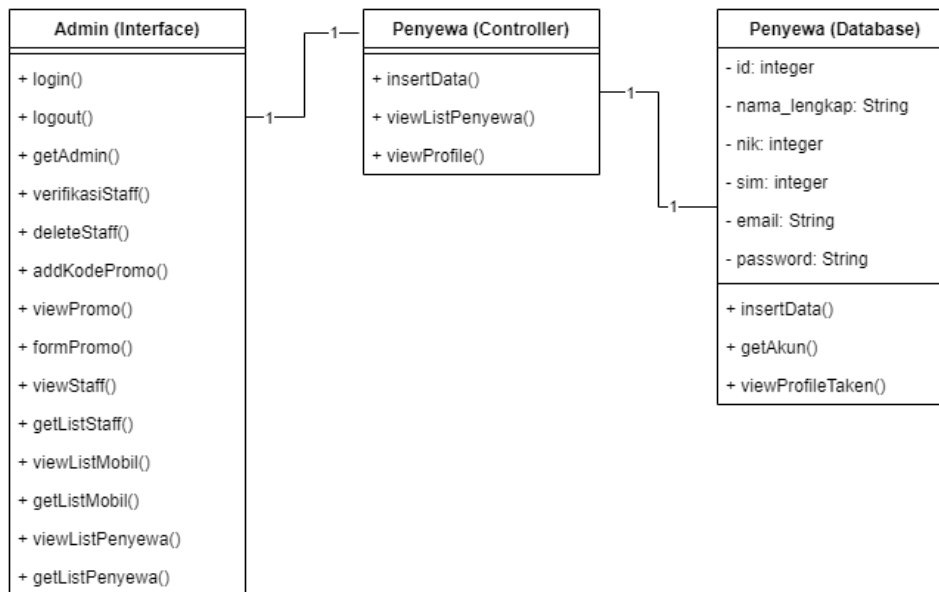 Admin (Interface)
+ login()
+ logout()
+ getAdmin()
+ verifikasiStaff()
+ deleteStaff()
+ addKodePromo()
+ viewPromo()
+ formPromo()
+ viewStaff()
+ getListStaff()
+ viewListMobil()
+ getListMobil()
+ viewListPenyewa()
+ getListPenyewa()
1
1
Penyewa (Controller)
+ insertData()
+ viewListPenyewa()
+ viewProfile()
1
1
Penyewa (Database)
- id: integer
- nama_lengkap: String
- nik: integer
- sim: integer
- email: String
- password: String
+ insertData()
+ getAkun()
+ viewProfileTaken()